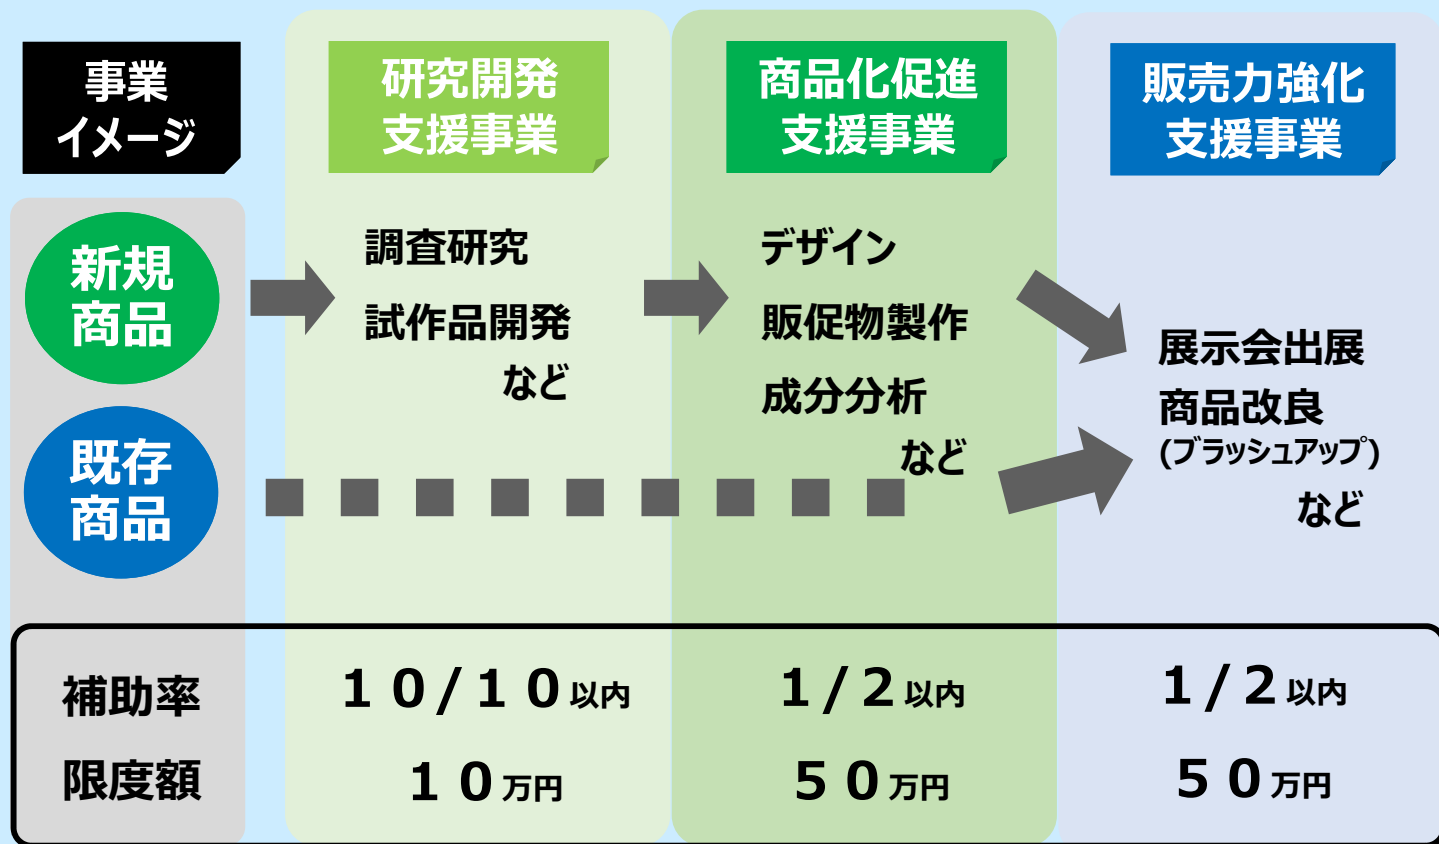 事業
イメージ
研究開発
支援事業
商品化促進
支援事業
販売力強化
支援事業
新規
商品
調査研究
試作品開発
など
デザイン
販促物製作
成分分析
など
展示会出展
商品改良
(ブラッシュアップ)
など
既存
商品
補助率
１０/１０以内
１/２以内
１/２以内
限度額
１０万円
５０万円
５０万円